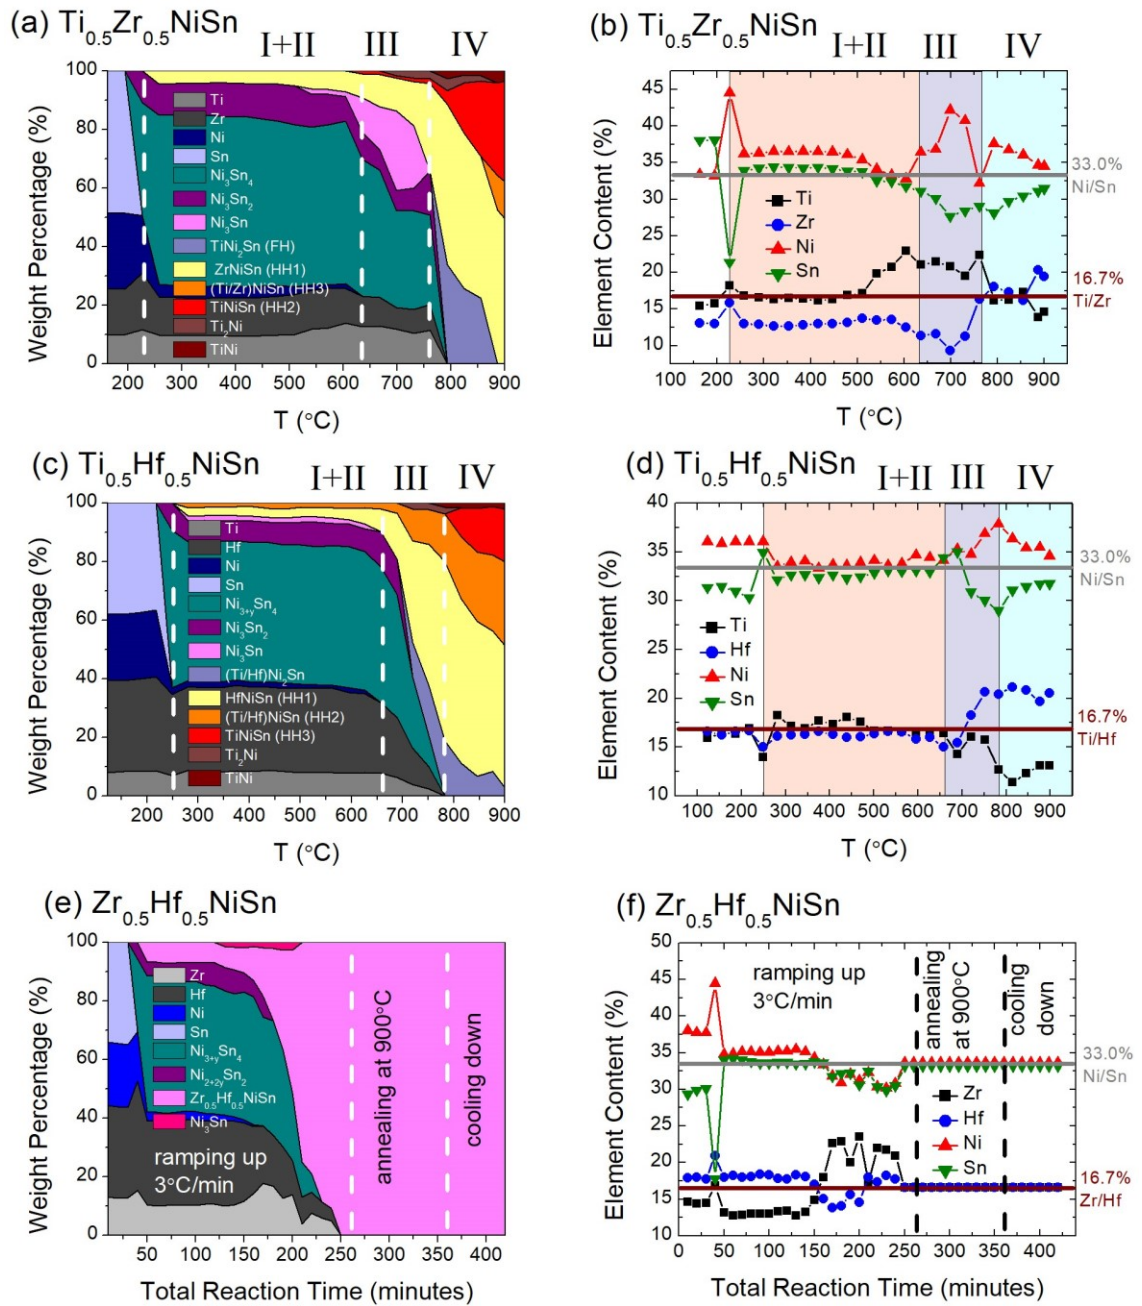 (a) Ti0.5Zr0.5NiSn
I+II III IV
100
80
60
40
20
0
Weight Percentage (%)
Ti
Zr
Ni
Sn
Ni3Sn4
Ni3Sn2
Ni3Sn
TiNi2Sn (FH)
ZrNiSn (HH1)
(Ti/Zr)NiSn (HH3)
TiNiSn (HH2)
Ti2Ni
TiNi
200 300 400 500 600 700 800 900
T (°C)
(b) Ti0.5Zr0.5NiSn
I+II III IV
45
40
35
30
25
20
15
10
Element Content (%)
Ti
Zr
Ni
Sn
33.0%
Ni/Sn
16.7%
Ti/Zr
100 200 300 400 500 600 700 800 900
T (°C)
(c) Ti0.5Hf0.5NiSn
I+II III IV
100
80
60
40
20
0
Weight Percentage (%)
Ti
Hf
Ni
Sn
Ni3+ySn4
Ni3Sn2
Ni3Sn
(Ti/Hf)Ni2Sn
HfNiSn (HH1)
(Ti/Hf)NiSn (HH2)
TiNiSn (HH3)
Ti2Ni
TiNi
200 300 400 500 600 700 800 900
T (°C)
(d) Ti0.5Hf0.5NiSn
I+II III IV
40
35
30
25
20
15
10
Element Content (%)
Ti
Hf
Ni
Sn
33.0%
Ni/Sn
16.7%
Ti/Hf
100 200 300 400 500 600 700 800 900
T (°C)
(e) Zr0.5Hf0.5NiSn
100
80
60
40
20
0
Weight Percentage (%)
Zr
Hf
Ni
Sn
Ni3+ySn4
Ni2+2ySn2
Zr0.5Hf0.5NiSn
Ni3Sn
ramping up
3°C/min
annealing at 900°C
cooling down
50 100 150 200 250 300 350 400
Total Reaction Time (minutes)
(f) Zr0.5Hf0.5NiSn
50
45
40
35
30
25
20
15
10
Element Content (%)
ramping up
3°C/min
annealing
at 900°C
cooling
down
Zr
Hf
Ni
Sn
33.0%
Ni/Sn
16.7%
Zr/Hf
0 50 100 150 200 250 300 350 400
Total Reaction Time (minutes)